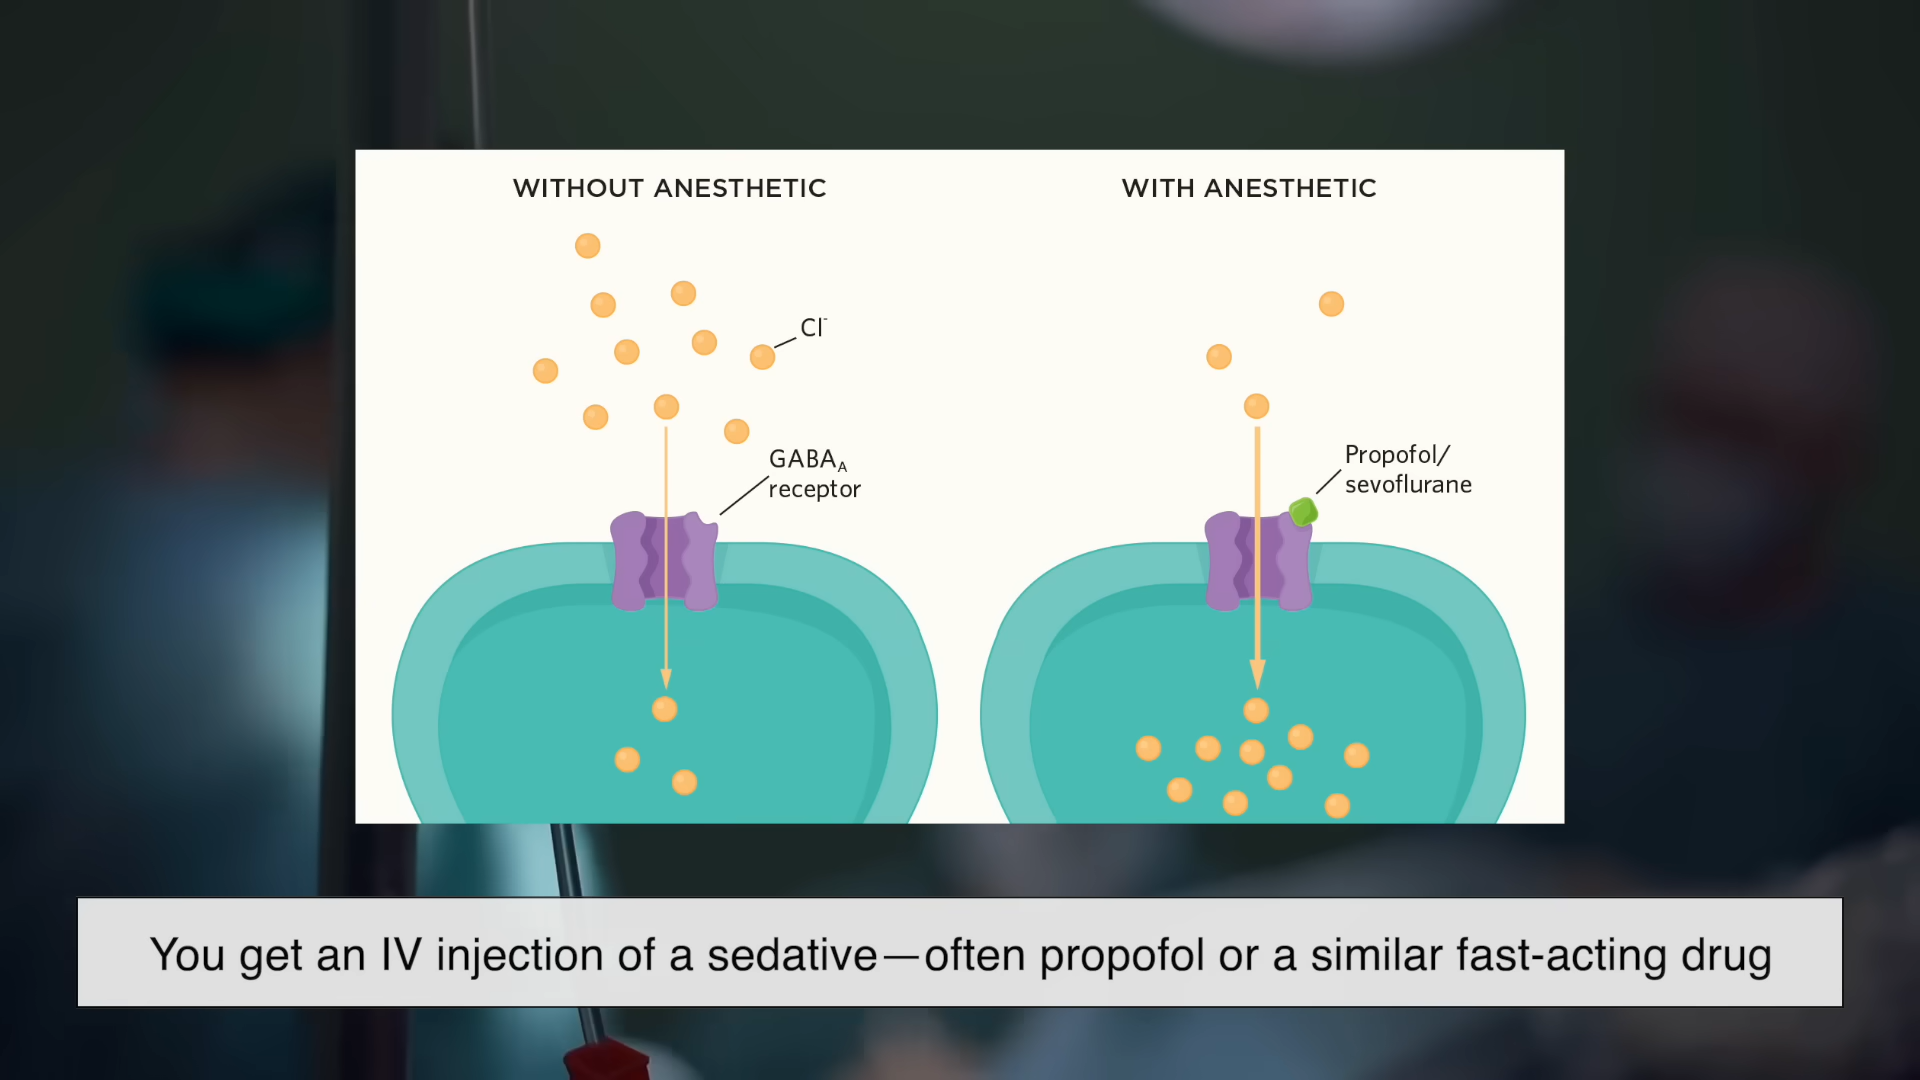 WITHOUT ANESTHETIC
WITH ANESTHETIC
Cl⁻
GABA_A
receptor
Propofol/
sevoflurane
You get an IV injection of a sedative—often propofol or a similar fast-acting drug